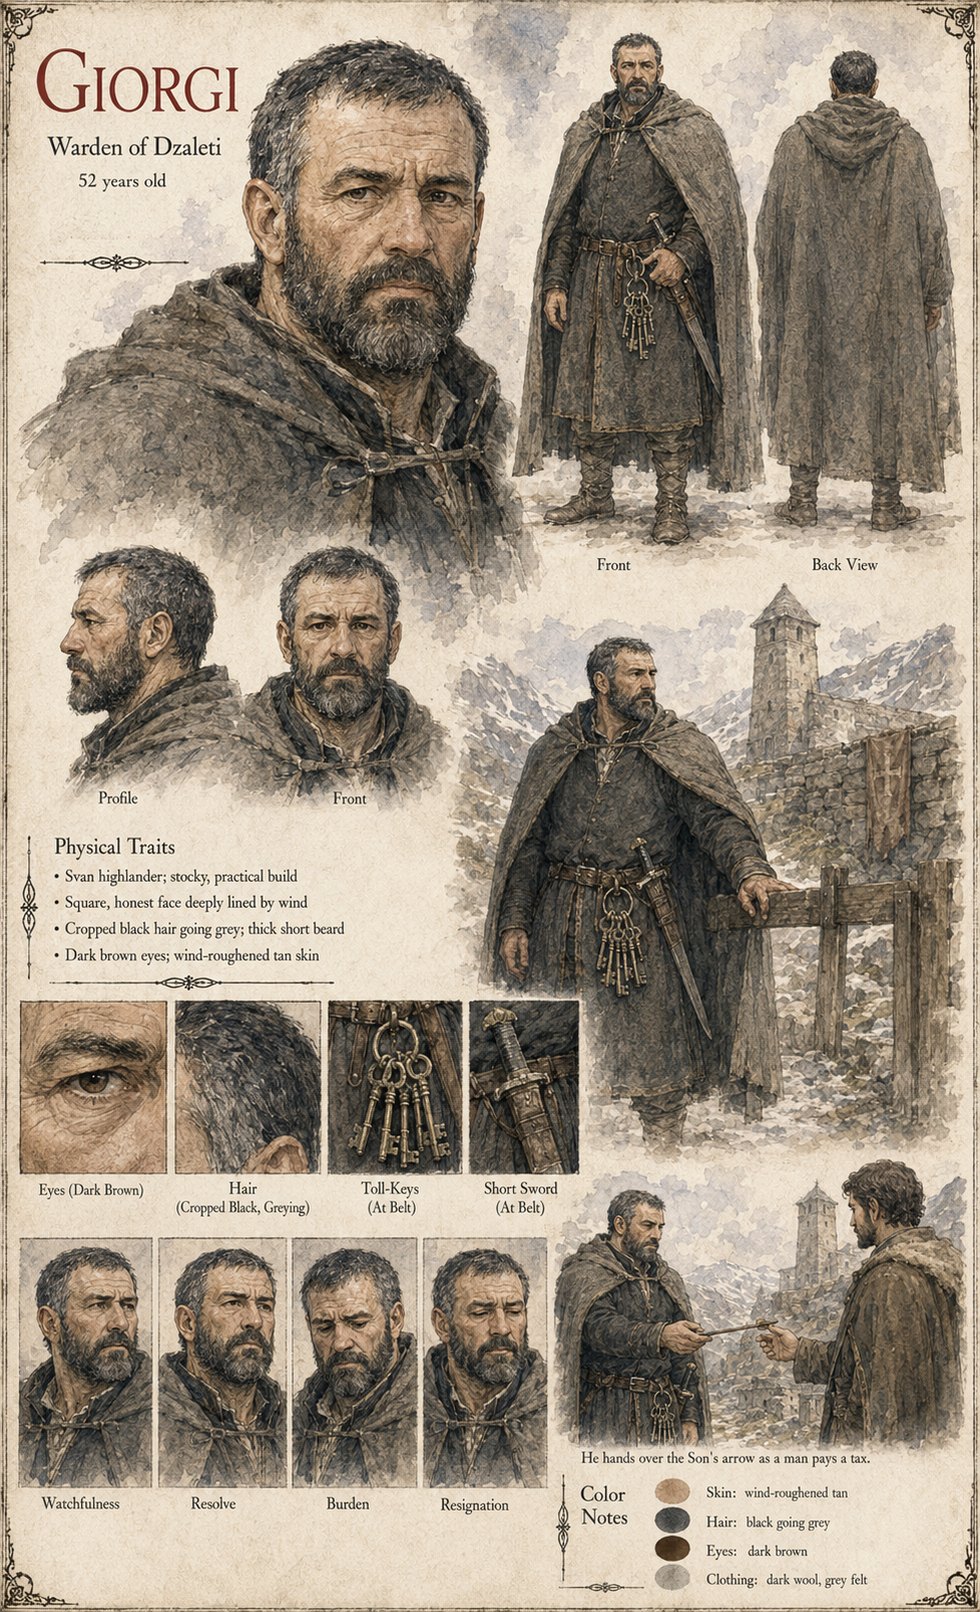 GIORGI
Warden of Dzaleti
52 years old
Front
Back View
Profile
Front
Physical Traits
• Svan highlander; stocky, practical build
• Square, honest face deeply lined by wind
• Cropped black hair going grey; thick short beard
• Dark brown eyes; wind-roughened tan skin
Eyes (Dark Brown)
Hair
(Cropped Black, Greying)
Toll-Keys
(At Belt)
Short Sword
(At Belt)
Watchfulness
Resolve
Burden
Resignation
He hands over the Son's arrow as a man pays a tax.
Color
Notes
Skin: wind-roughened tan
Hair: black going grey
Eyes: dark brown
Clothing: dark wool, grey felt